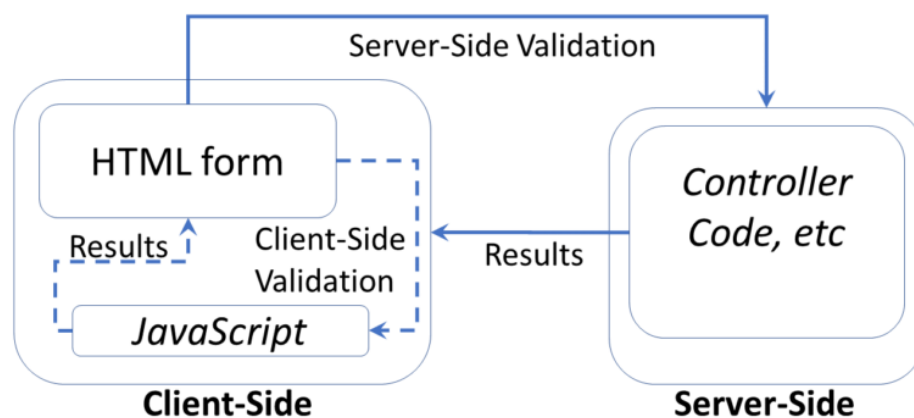 Server-Side Validation
HTML form
Controller
Code, etc
Results
Client-Side
Validation
Results
JavaScript
Client-Side
Server-Side